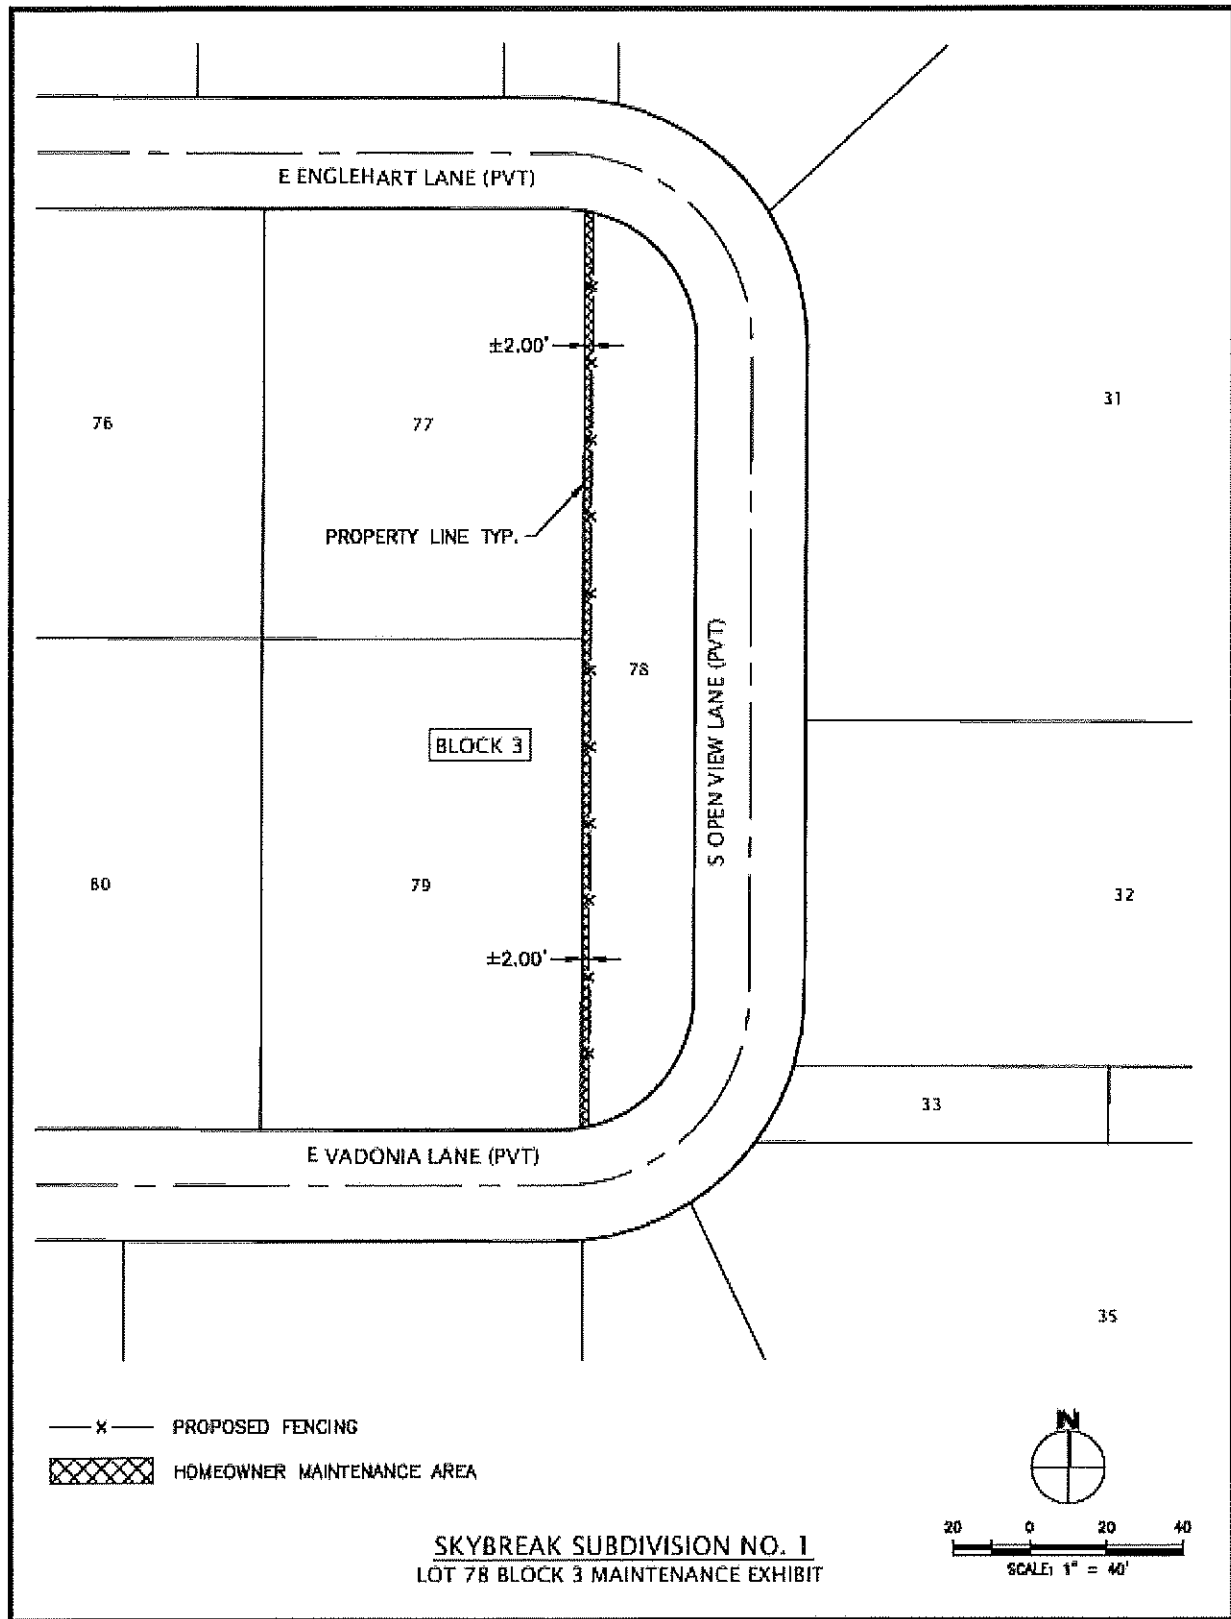 E ENGLEHART LANE (PVT)
±2.00'
76
77
31
PROPERTY LINE TYP.
78
S OPEN VIEW LANE (PVT)
BLOCK 3
80
79
32
±2.00'
33
E VADONIA LANE (PVT)
35
x PROPOSED FENCING
HOMEOWNER MAINTENANCE AREA
N
SKYBREAK SUBDIVISION NO. 1
LOT 78 BLOCK 3 MAINTENANCE EXHIBIT
20 0 20 40
SCALE: 1" = 40'